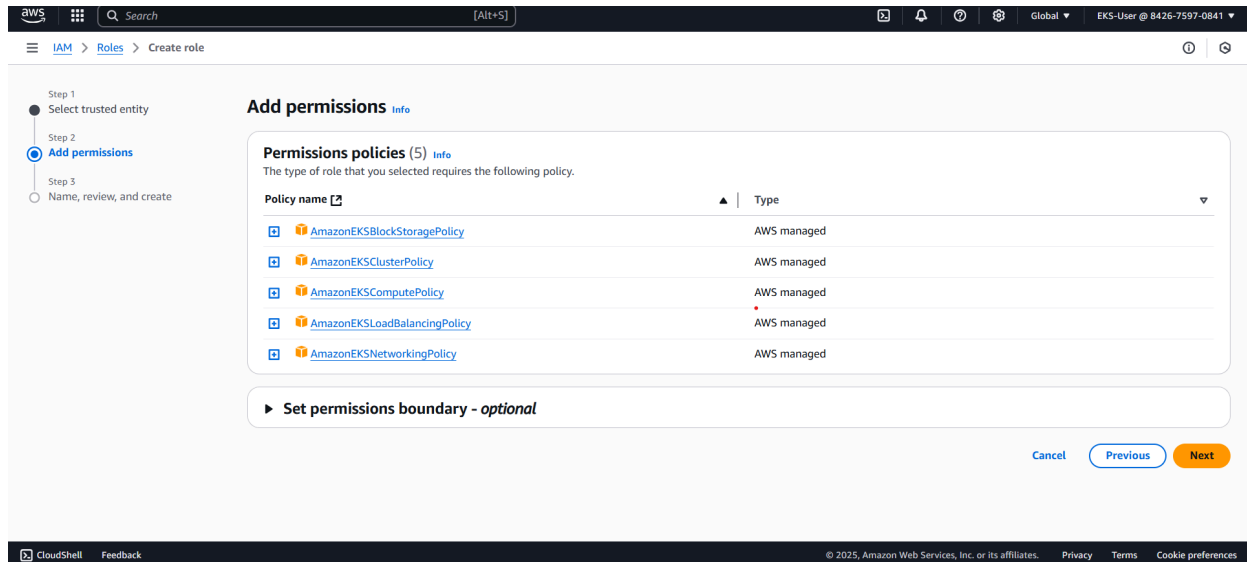 aws Search [Alt+S] Global ▼ EKS-User @ 8426-7597-0841 ▼
IAM > Roles > Create role
Step 1
Select trusted entity
Step 2
Add permissions
Step 3
Name, review, and create
Add permissions Info
Permissions policies (5) Info
The type of role that you selected requires the following policy.
Policy name Type
AmazonEKSBlockStoragePolicy AWS managed
AmazonEKSClusterPolicy AWS managed
AmazonEKSComputePolicy AWS managed
AmazonEKSLoadBalancingPolicy AWS managed
AmazonEKSNetworkingPolicy AWS managed
Set permissions boundary - optional
Cancel Previous Next
CloudShell Feedback © 2025, Amazon Web Services, Inc. or its affiliates. Privacy Terms Cookie preferences